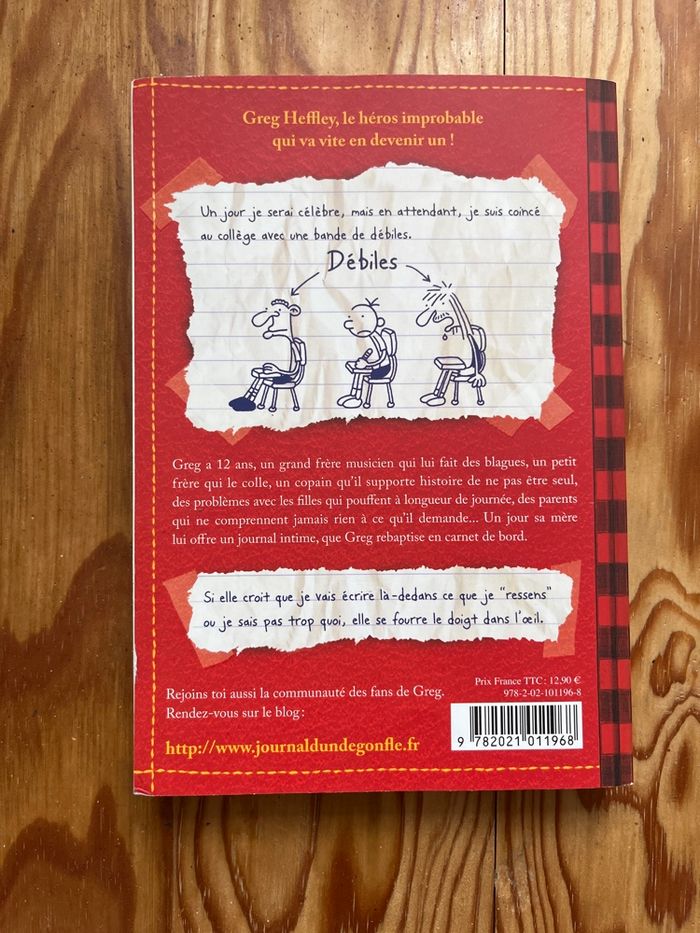 Greg Heffley, le héros improbable
qui va vite en devenir un !
Un jour je serai célèbre, mais en attendant, je suis coincé
au collège avec une bande de débiles.
Débiles
Greg a 12 ans, un grand frère musicien qui lui fait des blagues, un petit
frère qui le colle, un copain qu'il supporte histoire de ne pas être seul,
des problèmes avec les filles qui pouffent à longueur de journée, des parents
qui ne comprennent jamais rien à ce qu'il demande... Un jour sa mère
lui offre un journal intime, que Greg rebaptise en carnet de bord.
Si elle croit que je vais écrire là-dedans ce que je "ressens"
ou je sais pas trop quoi, elle se fourre le doigt dans l'œil.
Rejoins toi aussi la communauté des fans de Greg.
Rendez-vous sur le blog :
http://www.journaldundegonfle.fr
Prix France TTC : 12,90 €
978-2-02-101196-8
9 782021 011968